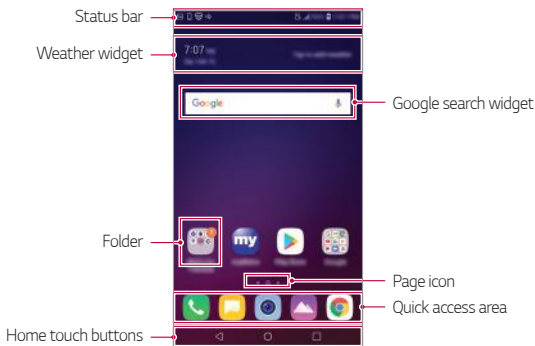 Status bar
Weather widget
7:07
Google
Google search widget
Folder
my
Page icon
Quick access area
Home touch buttons